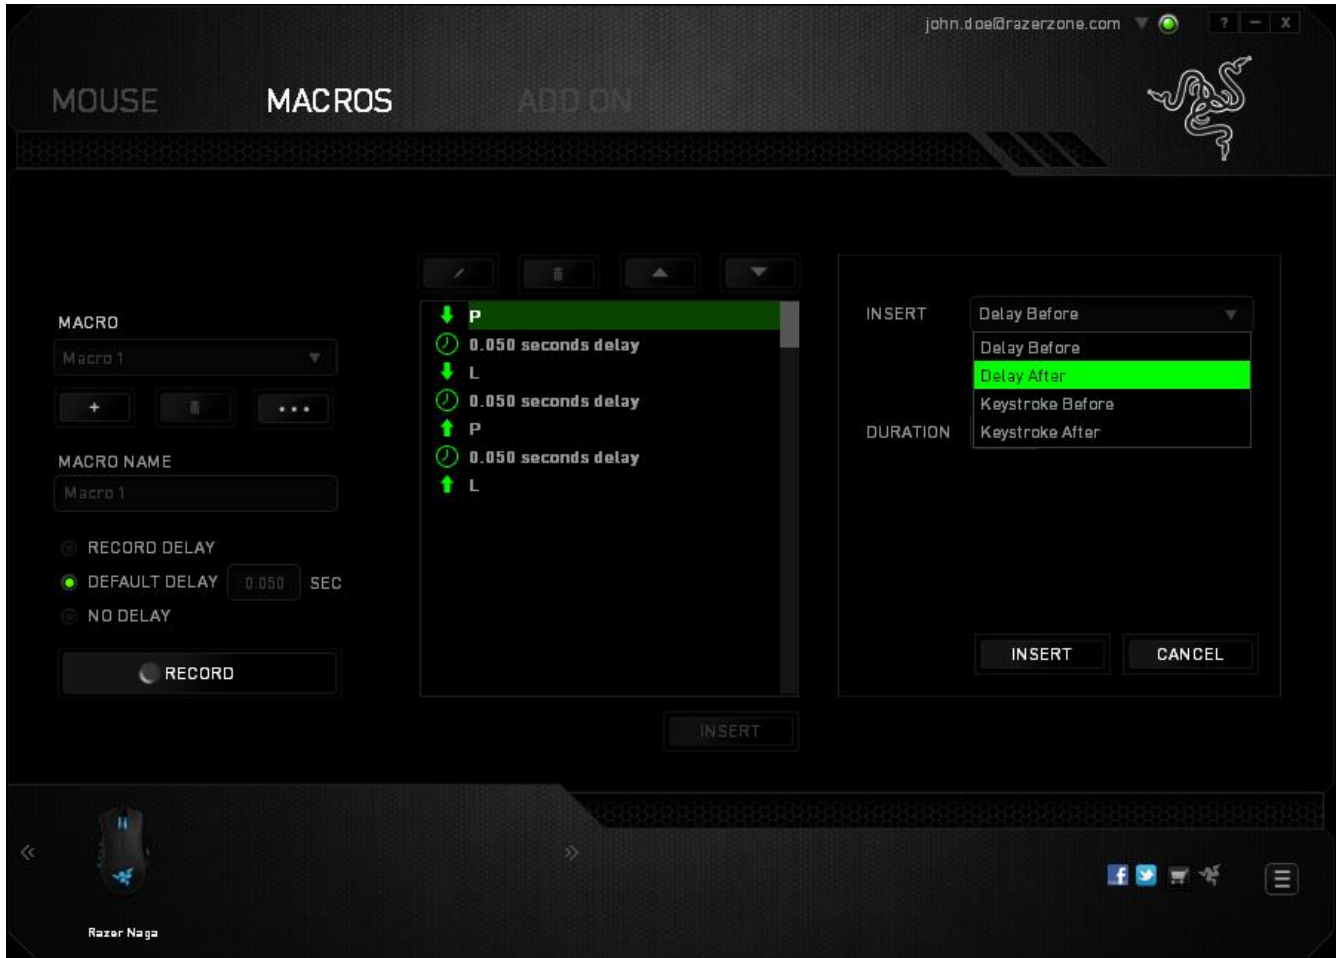 john.doe@razerzone.com ? – X
MOUSE MACROS ADD ON
MACRO
Macro 1
+ ...
MACRO NAME
Macro 1
RECORD DELAY
DEFAULT DELAY 0.050 SEC
NO DELAY
RECORD
P
0.050 seconds delay
L
0.050 seconds delay
P
0.050 seconds delay
L
INSERT
INSERT Delay Before
Delay Before
Delay After
Keystroke Before
DURATION Keystroke After
INSERT CANCEL
Razer Naga